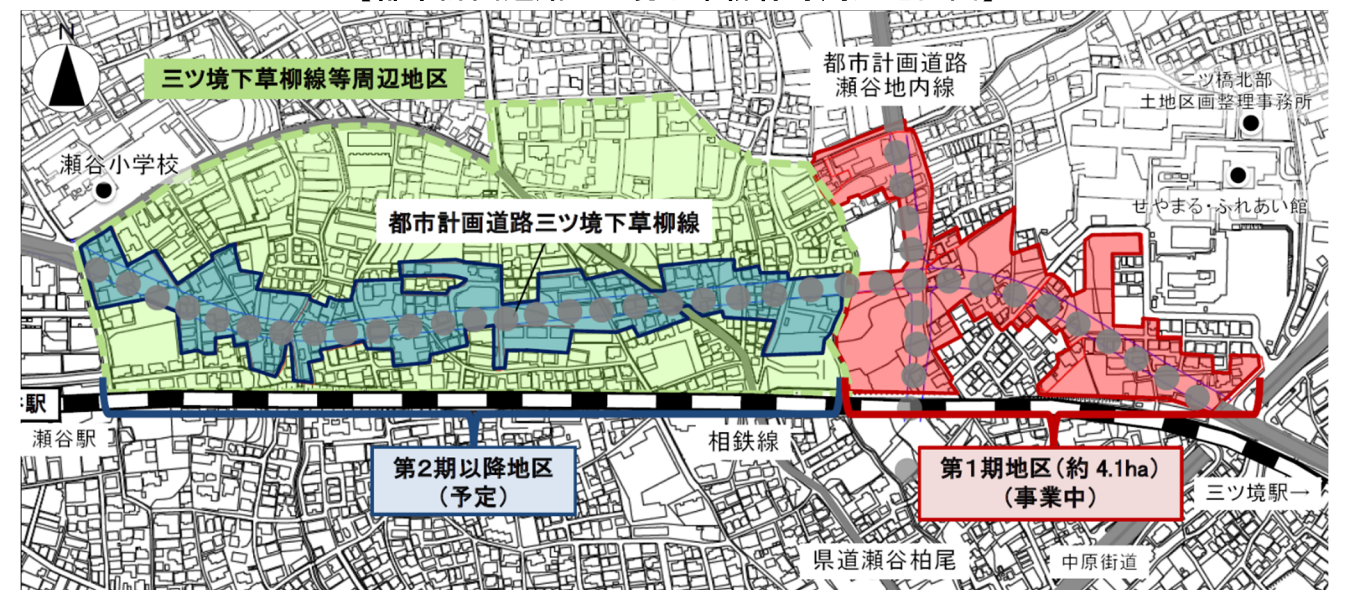 N
三ツ境下草柳線等周辺地区
都市計画道路
瀬谷地内線
二ツ橋北部
土地区画整理事務所
瀬谷小学校
せやまる・ふれあい館
都市計画道路三ツ境下草柳線
駅
瀬谷駅
相鉄線
第2期以降地区
（予定）
第1期地区（約 4.1ha）
（事業中）
三ツ境駅→
県道瀬谷柏尾
中原街道